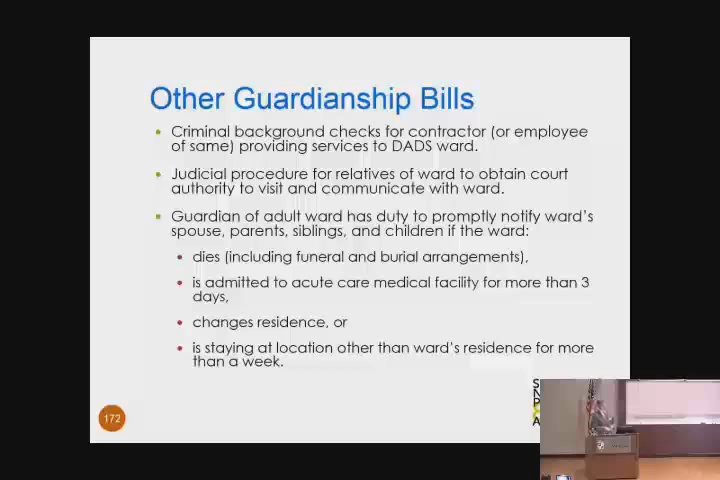 Other Guardianship Bills
• Criminal background checks for contractor (or employee
of same) providing services to DADS ward.
• Judicial procedure for relatives of ward to obtain court
authority to visit and communicate with ward.
• Guardian of adult ward has duty to promptly notify ward's
spouse, parents, siblings, and children if the ward:
• dies (including funeral and burial arrangements),
• is admitted to acute care medical facility for more than 3
days,
• changes residence, or
• is staying at location other than ward's residence for more
than a week.
172